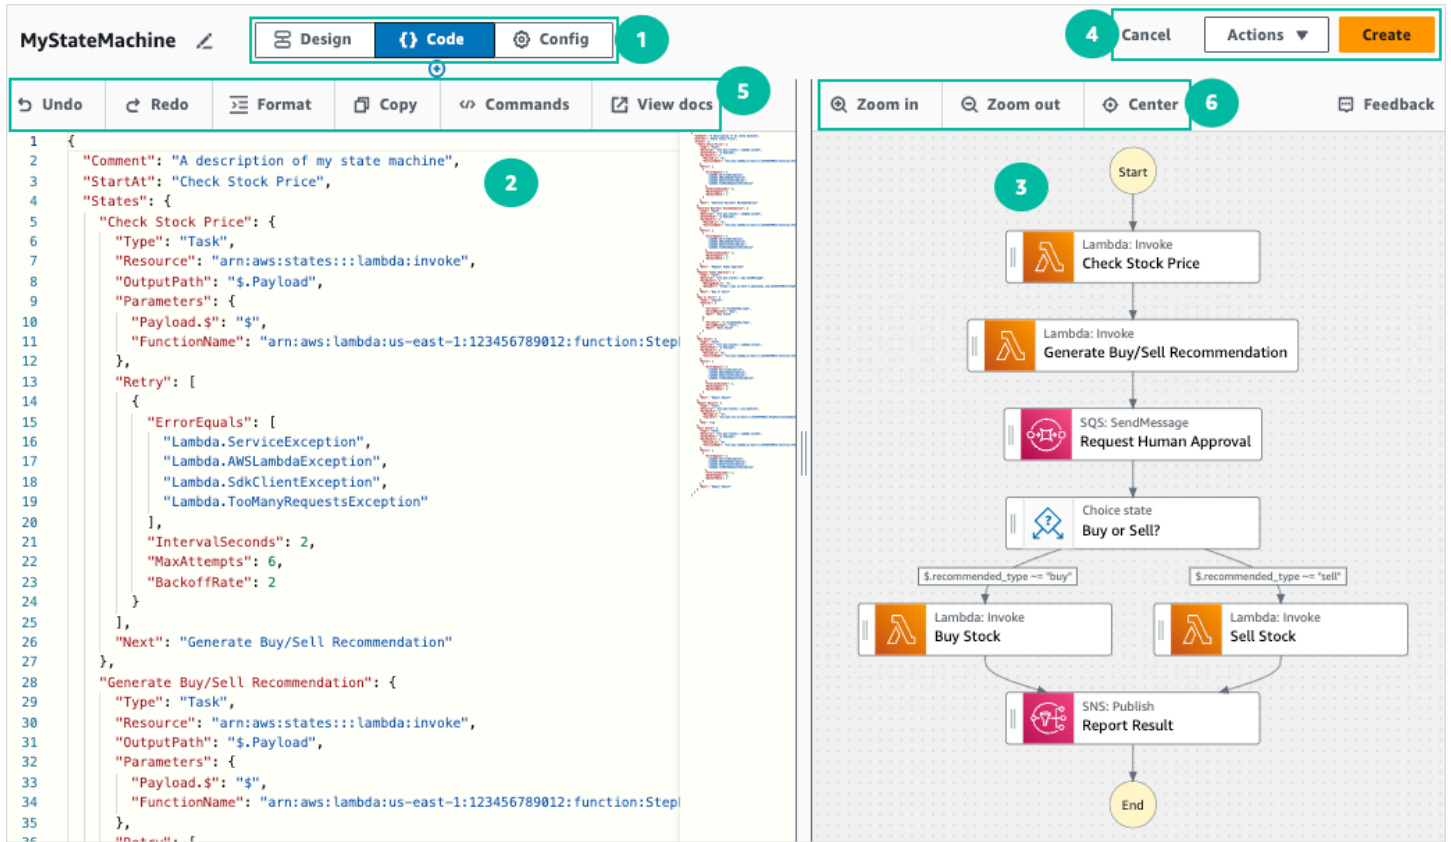 MyStateMachine
Design
{} Code
Config
1
4
Cancel
Actions
Create
Undo
Redo
Format
Copy
Commands
View docs
5
Zoom in
Zoom out
Center
6
Feedback
1 {
2 "Comment": "A description of my state machine",
3 "StartAt": "Check Stock Price",
4 "States": {
5 "Check Stock Price": {
6 "Type": "Task",
7 "Resource": "arn:aws:states:::lambda:invoke",
8 "OutputPath": "$.Payload",
9 "Parameters": {
10 "Payload.$": "$",
11 "FunctionName": "arn:aws:lambda:us-east-1:123456789012:function:Step
12 },
13 "Retry": [
14 {
15 "ErrorEquals": [
16 "Lambda.ServiceException",
17 "Lambda.AWSLambdaException",
18 "Lambda.SdkClientException",
19 "Lambda.TooManyRequestsException"
20 ],
21 "IntervalSeconds": 2,
22 "MaxAttempts": 6,
23 "BackoffRate": 2
24 }
25 ],
26 "Next": "Generate Buy/Sell Recommendation"
27 },
28 "Generate Buy/Sell Recommendation": {
29 "Type": "Task",
30 "Resource": "arn:aws:states:::lambda:invoke",
31 "OutputPath": "$.Payload",
32 "Parameters": {
33 "Payload.$": "$",
34 "FunctionName": "arn:aws:lambda:us-east-1:123456789012:function:Step
35 },
36 "Retry": [
2
3
Start
Lambda: Invoke
Check Stock Price
Lambda: Invoke
Generate Buy/Sell Recommendation
SQS: SendMessage
Request Human Approval
Choice state
Buy or Sell?
$.recommended_type == "buy"
$.recommended_type == "sell"
Lambda: Invoke
Buy Stock
Lambda: Invoke
Sell Stock
SNS: Publish
Report Result
End